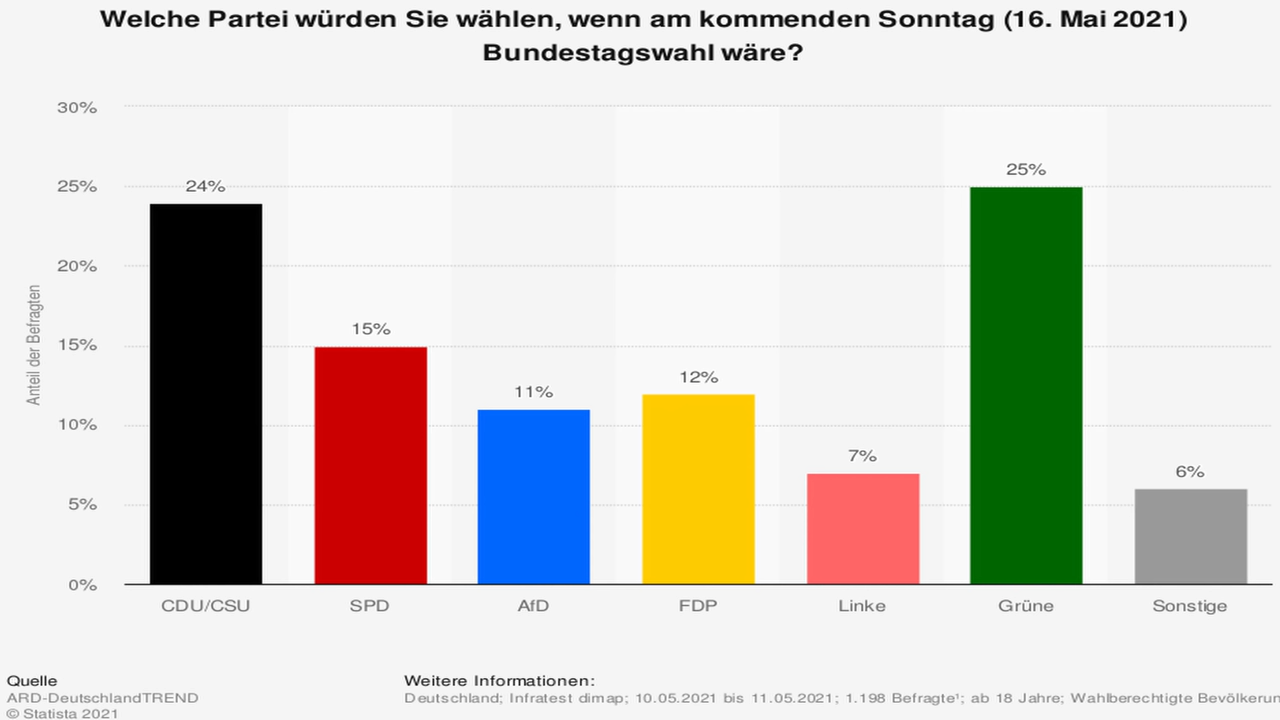 Welche Partei würden Sie wählen, wenn am kommenden Sonntag (16. Mai 2021)
Bundestagswahl wäre?
Anteil der Befragten
30%
25%
20%
15%
10%
5%
0%
24%
15%
11%
12%
7%
25%
6%
CDU/CSU
SPD
AfD
FDP
Linke
Grüne
Sonstige
Quelle
ARD-DeutschlandTREND
© Statista 2021
Weitere Informationen:
Deutschland; Infratest dimap; 10.05.2021 bis 11.05.2021; 1.198 Befragte¹; ab 18 Jahre; Wahlberechtigte